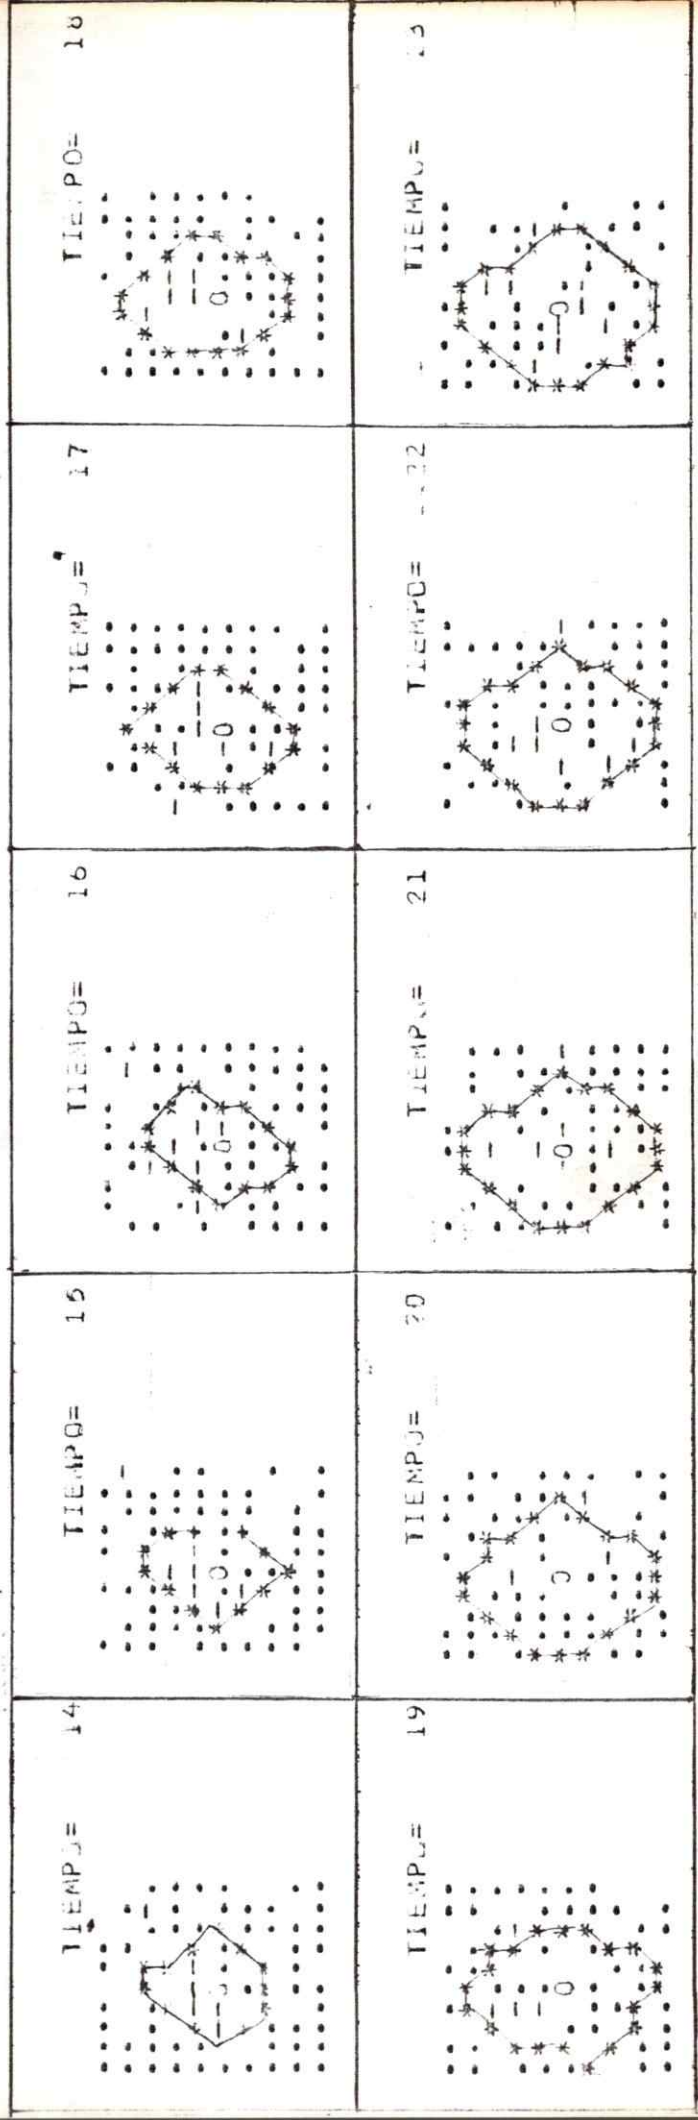 TIEMPO= 14
TIEMPO= 15
TIEMPO= 16
TIEMPO= 17
TIEMPO= 18
TIEMPO= 19
TIEMPO= 20
TIEMPO= 21
TIEMPO= 22
TIEMPO=